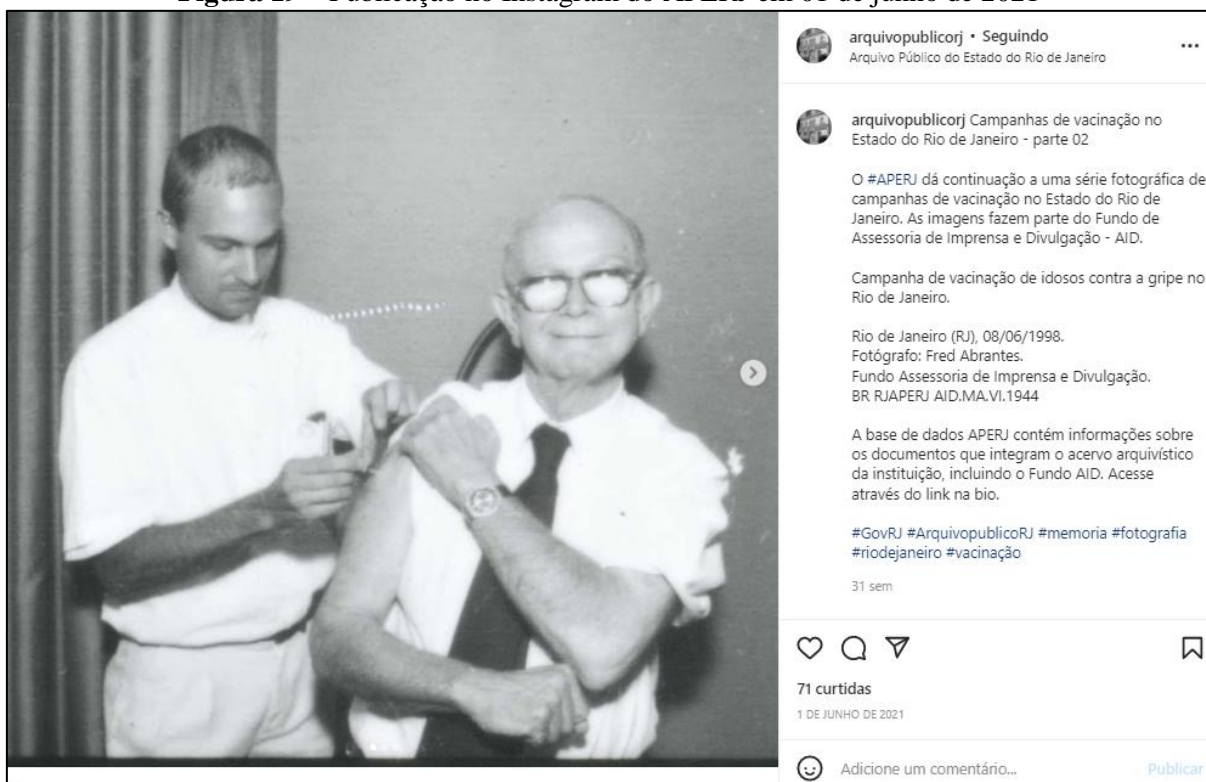 Figura 19 – Publicação no Instagram do APERJ em 01 de junho de 2021
arquivopublicorj • Seguindo
Arquivo Público do Estado do Rio de Janeiro
arquivopublicorj Campanhas de vacinação no
Estado do Rio de Janeiro - parte 02
O #APERJ dá continuação a uma série fotográfica de
campanhas de vacinação no Estado do Rio de
Janeiro. As imagens fazem parte do Fundo de
Assessoria de Imprensa e Divulgação - AID.
Campanha de vacinação de idosos contra a gripe no
Rio de Janeiro.
Rio de Janeiro (RJ), 08/06/1998.
Fotógrafo: Fred Abrantes.
Fundo Assessoria de Imprensa e Divulgação.
BR RJAPERJ AID.MA.VI.1944
A base de dados APERJ contém informações sobre
os documentos que integram o acervo arquivístico
da instituição, incluindo o Fundo AID. Acesse
através do link na bio.
#GovRJ #ArquivopublicoRJ #memoria #fotografia
#riodejaneiro #vacinação
31 sem
71 curtidas
1 DE JUNHO DE 2021
Adicione um comentário...
Publicar